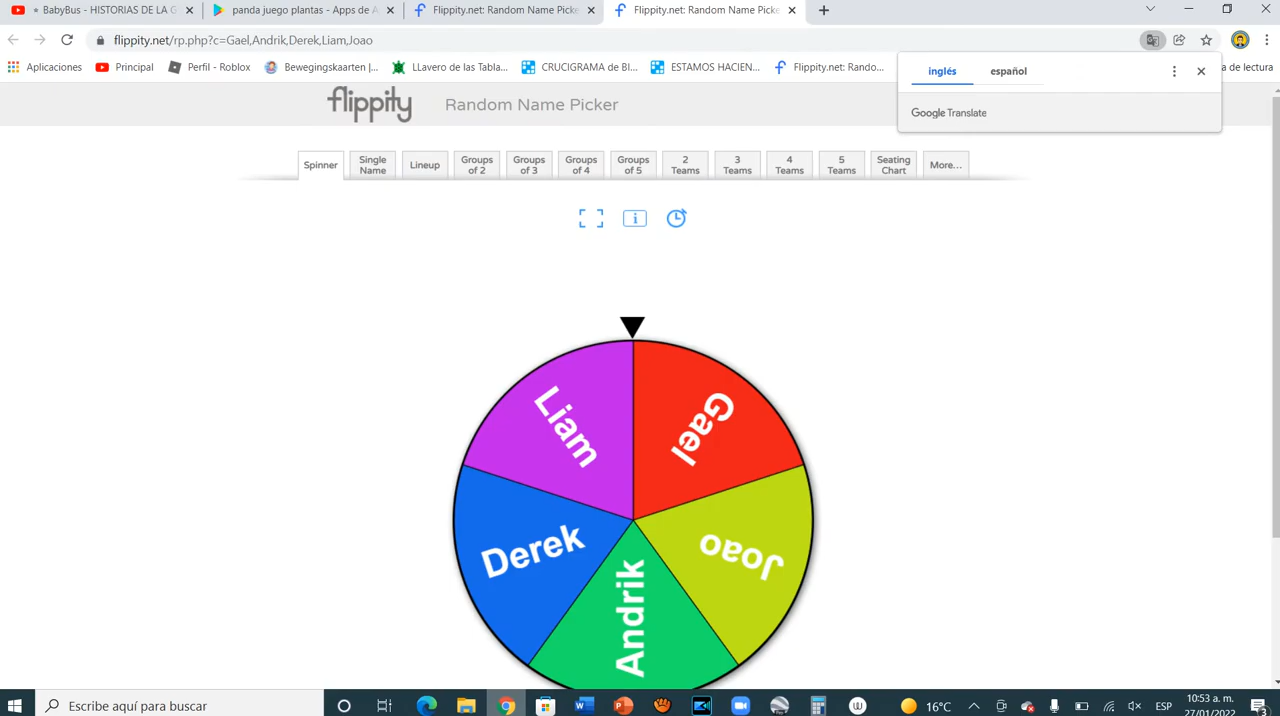 BabyBus - HISTORIAS DE LA G
panda juego plantas - Apps de A
Flippity.net: Random Name Picke
Flippity.net: Random Name Picke
flippity.net/rp.php?c=Gael,Andrik,Derek,Liam,Joao
Aplicaciones
Principal
Perfil - Roblox
Bewegingskaarten |...
LLavero de las Tabla...
CRUCIGRAMA de BI...
ESTAMOS HACIEN...
Flippity.net: Rando...
de lectura
inglés
español
Google Translate
flippity
Random Name Picker
Spinner
Single Name
Lineup
Groups of 2
Groups of 3
Groups of 4
Groups of 5
2 Teams
3 Teams
4 Teams
5 Teams
Seating Chart
More...
Liam
Gael
Derek
Joao
Andrik
Escribe aquí para buscar
16°C
ESP
10:53 a. m.
27/01/2022
3